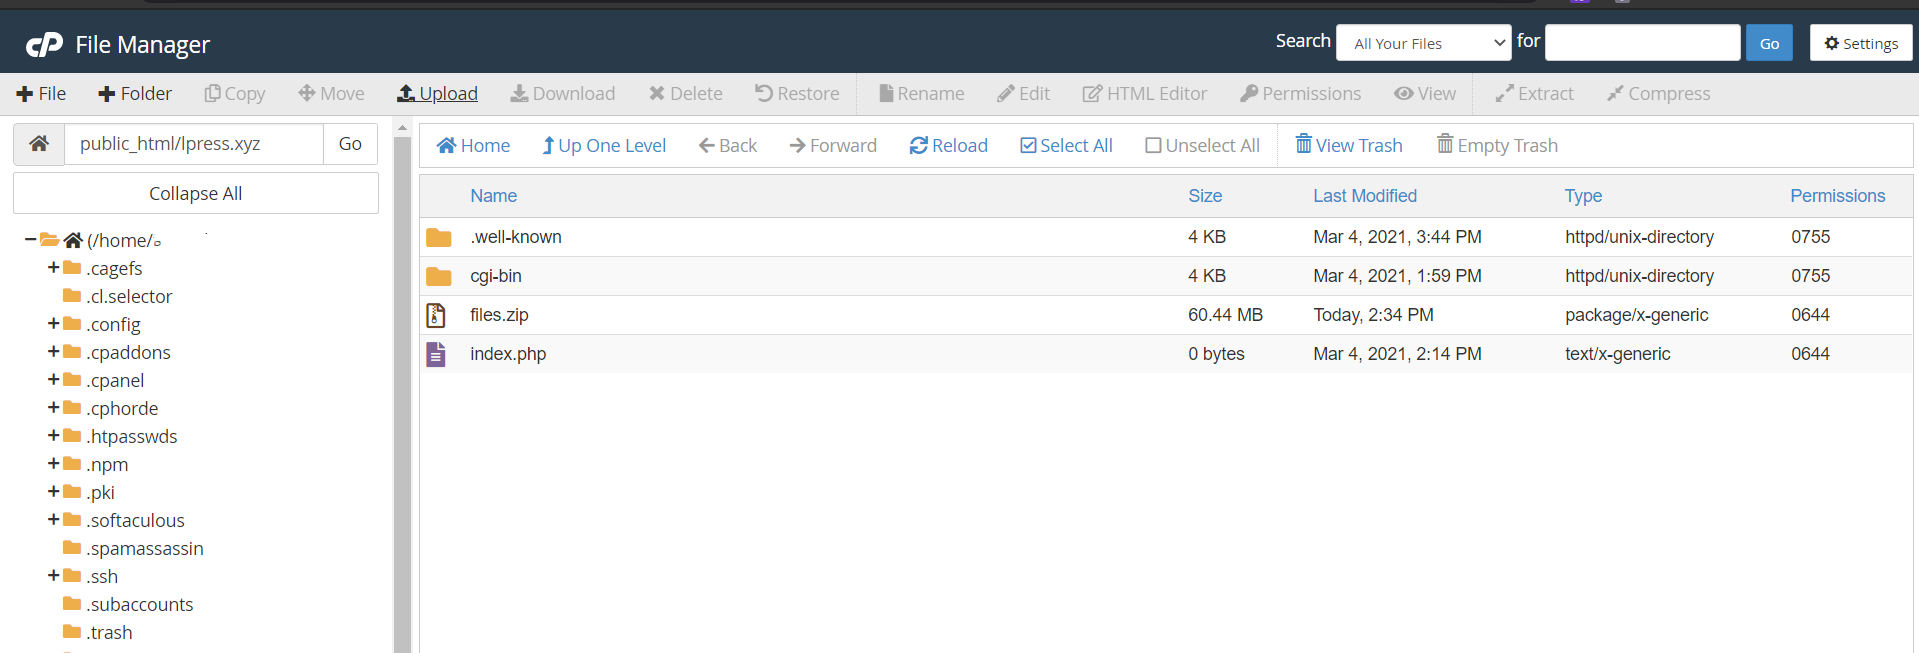 File Manager
Search All Your Files for Go Settings
File Folder Copy Move Upload Download Delete Restore Rename Edit HTML Editor Permissions View Extract Compress
public_html/lpress.xyz Go
Home Up One Level Back Forward Reload Select All Unselect All View Trash Empty Trash
Collapse All
Name Size Last Modified Type Permissions
.well-known 4 KB Mar 4, 2021, 3:44 PM httpd/unix-directory 0755
cgi-bin 4 KB Mar 4, 2021, 1:59 PM httpd/unix-directory 0755
files.zip 60.44 MB Today, 2:34 PM package/x-generic 0644
index.php 0 bytes Mar 4, 2021, 2:14 PM text/x-generic 0644
(/home/
.cagefs
.cl.selector
.config
.cpaddons
.cpanel
.cphorde
.htpasswds
.npm
.pki
.softaculous
.spamassassin
.ssh
.subaccounts
.trash